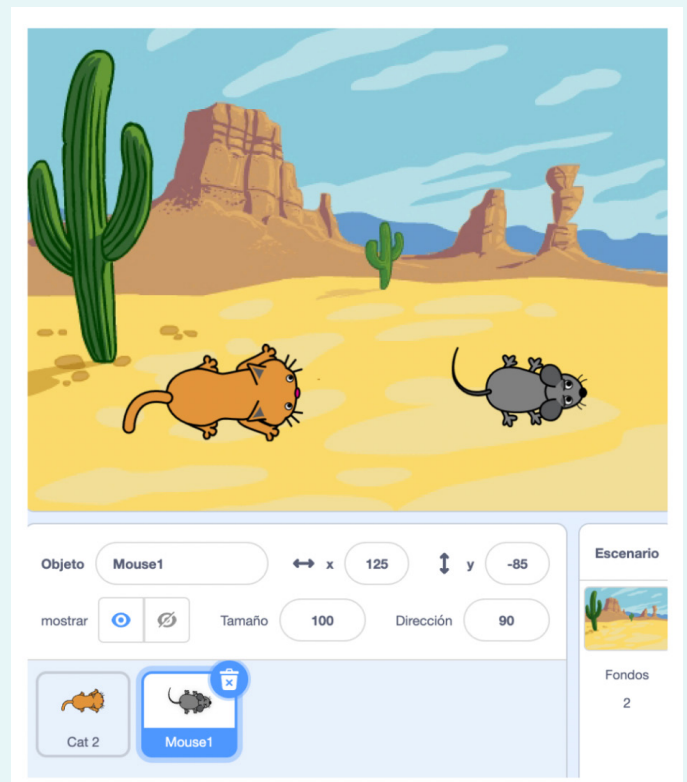 Objeto Mouse1 x 125 y -85
mostrar Tamaño 100 Dirección 90
Cat 2
Mouse1
Escenario
Fondos
2